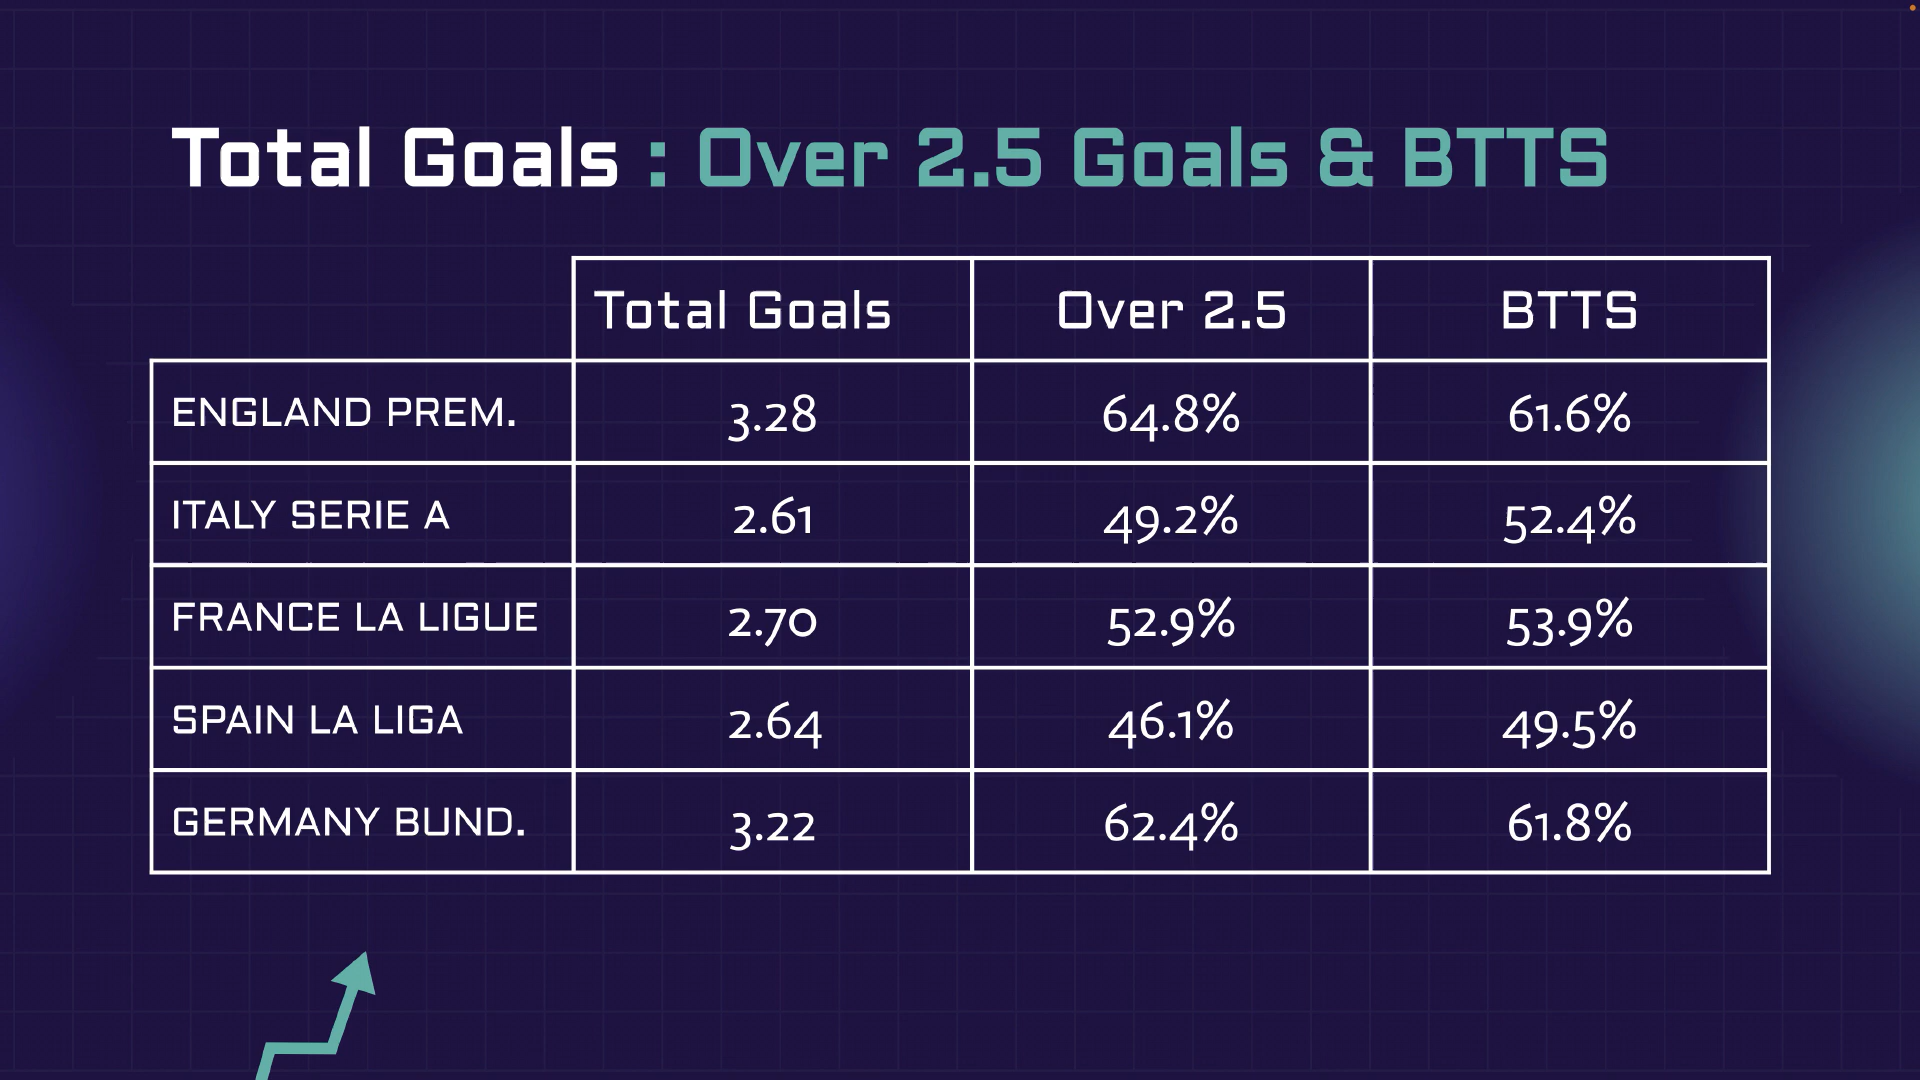 Total Goals : Over 2.5 Goals & BTTS
Total Goals Over 2.5 BTTS
ENGLAND PREM. 3.28 64.8% 61.6%
ITALY SERIE A 2.61 49.2% 52.4%
FRANCE LA LIGUE 2.70 52.9% 53.9%
SPAIN LA LIGA 2.64 46.1% 49.5%
GERMANY BUND. 3.22 62.4% 61.8%